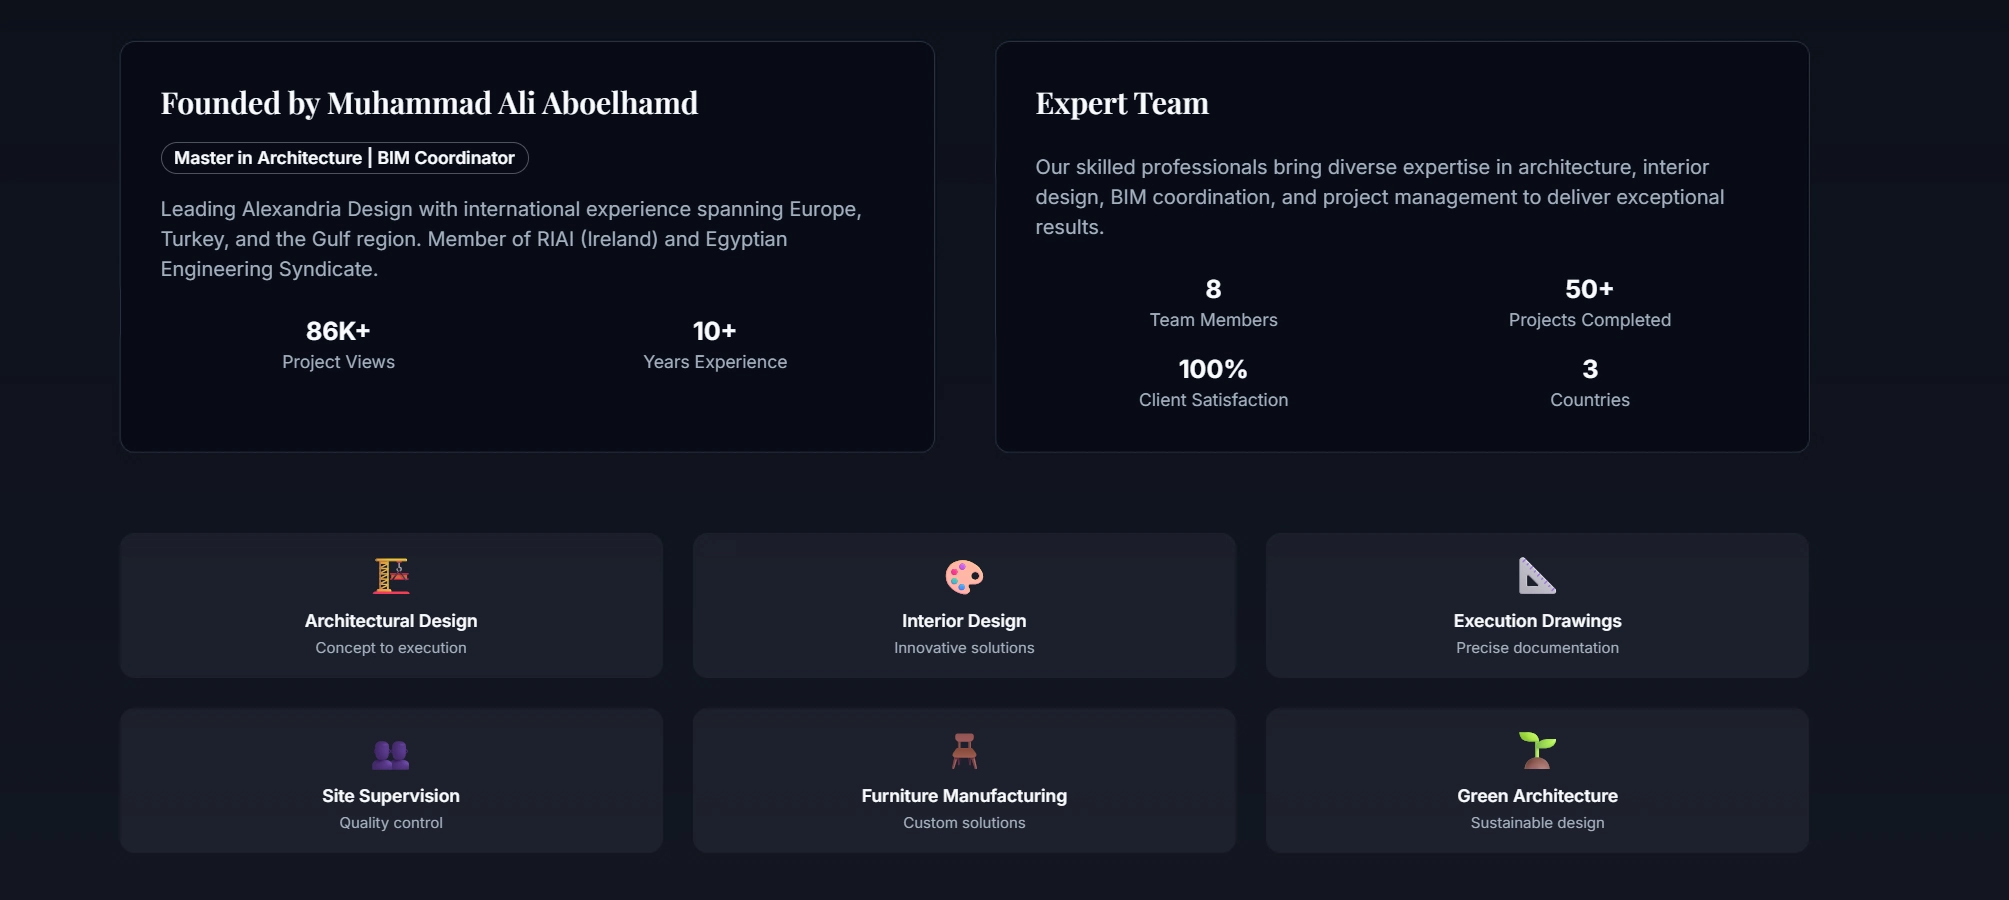 Founded by Muhammad Ali Aboelhamd
Master in Architecture | BIM Coordinator
Leading Alexandria Design with international experience spanning Europe,
Turkey, and the Gulf region. Member of RIAI (Ireland) and Egyptian
Engineering Syndicate.
86K+
Project Views
10+
Years Experience
Expert Team
Our skilled professionals bring diverse expertise in architecture, interior
design, BIM coordination, and project management to deliver exceptional
results.
8
Team Members
50+
Projects Completed
100%
Client Satisfaction
3
Countries
Architectural Design
Concept to execution
Interior Design
Innovative solutions
Execution Drawings
Precise documentation
Site Supervision
Quality control
Furniture Manufacturing
Custom solutions
Green Architecture
Sustainable design